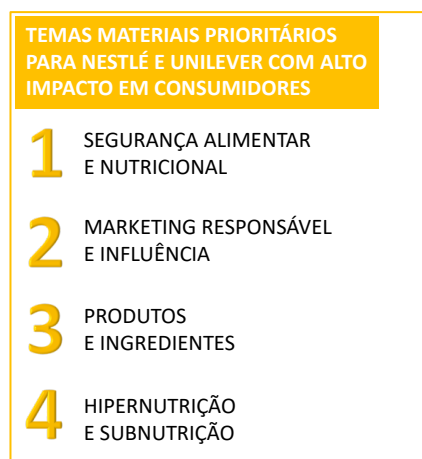 TEMAS MATERIAIS PRIORITÁRIOS
PARA NESTLÉ E UNILEVER COM ALTO
IMPACTO EM CONSUMIDORES
1
SEGURANÇA ALIMENTAR
E NUTRICIONAL
2
MARKETING RESPONSÁVEL
E INFLUÊNCIA
3
PRODUTOS
E INGREDIENTES
4
HIPERNUTRIÇÃO
E SUBNUTRIÇÃO